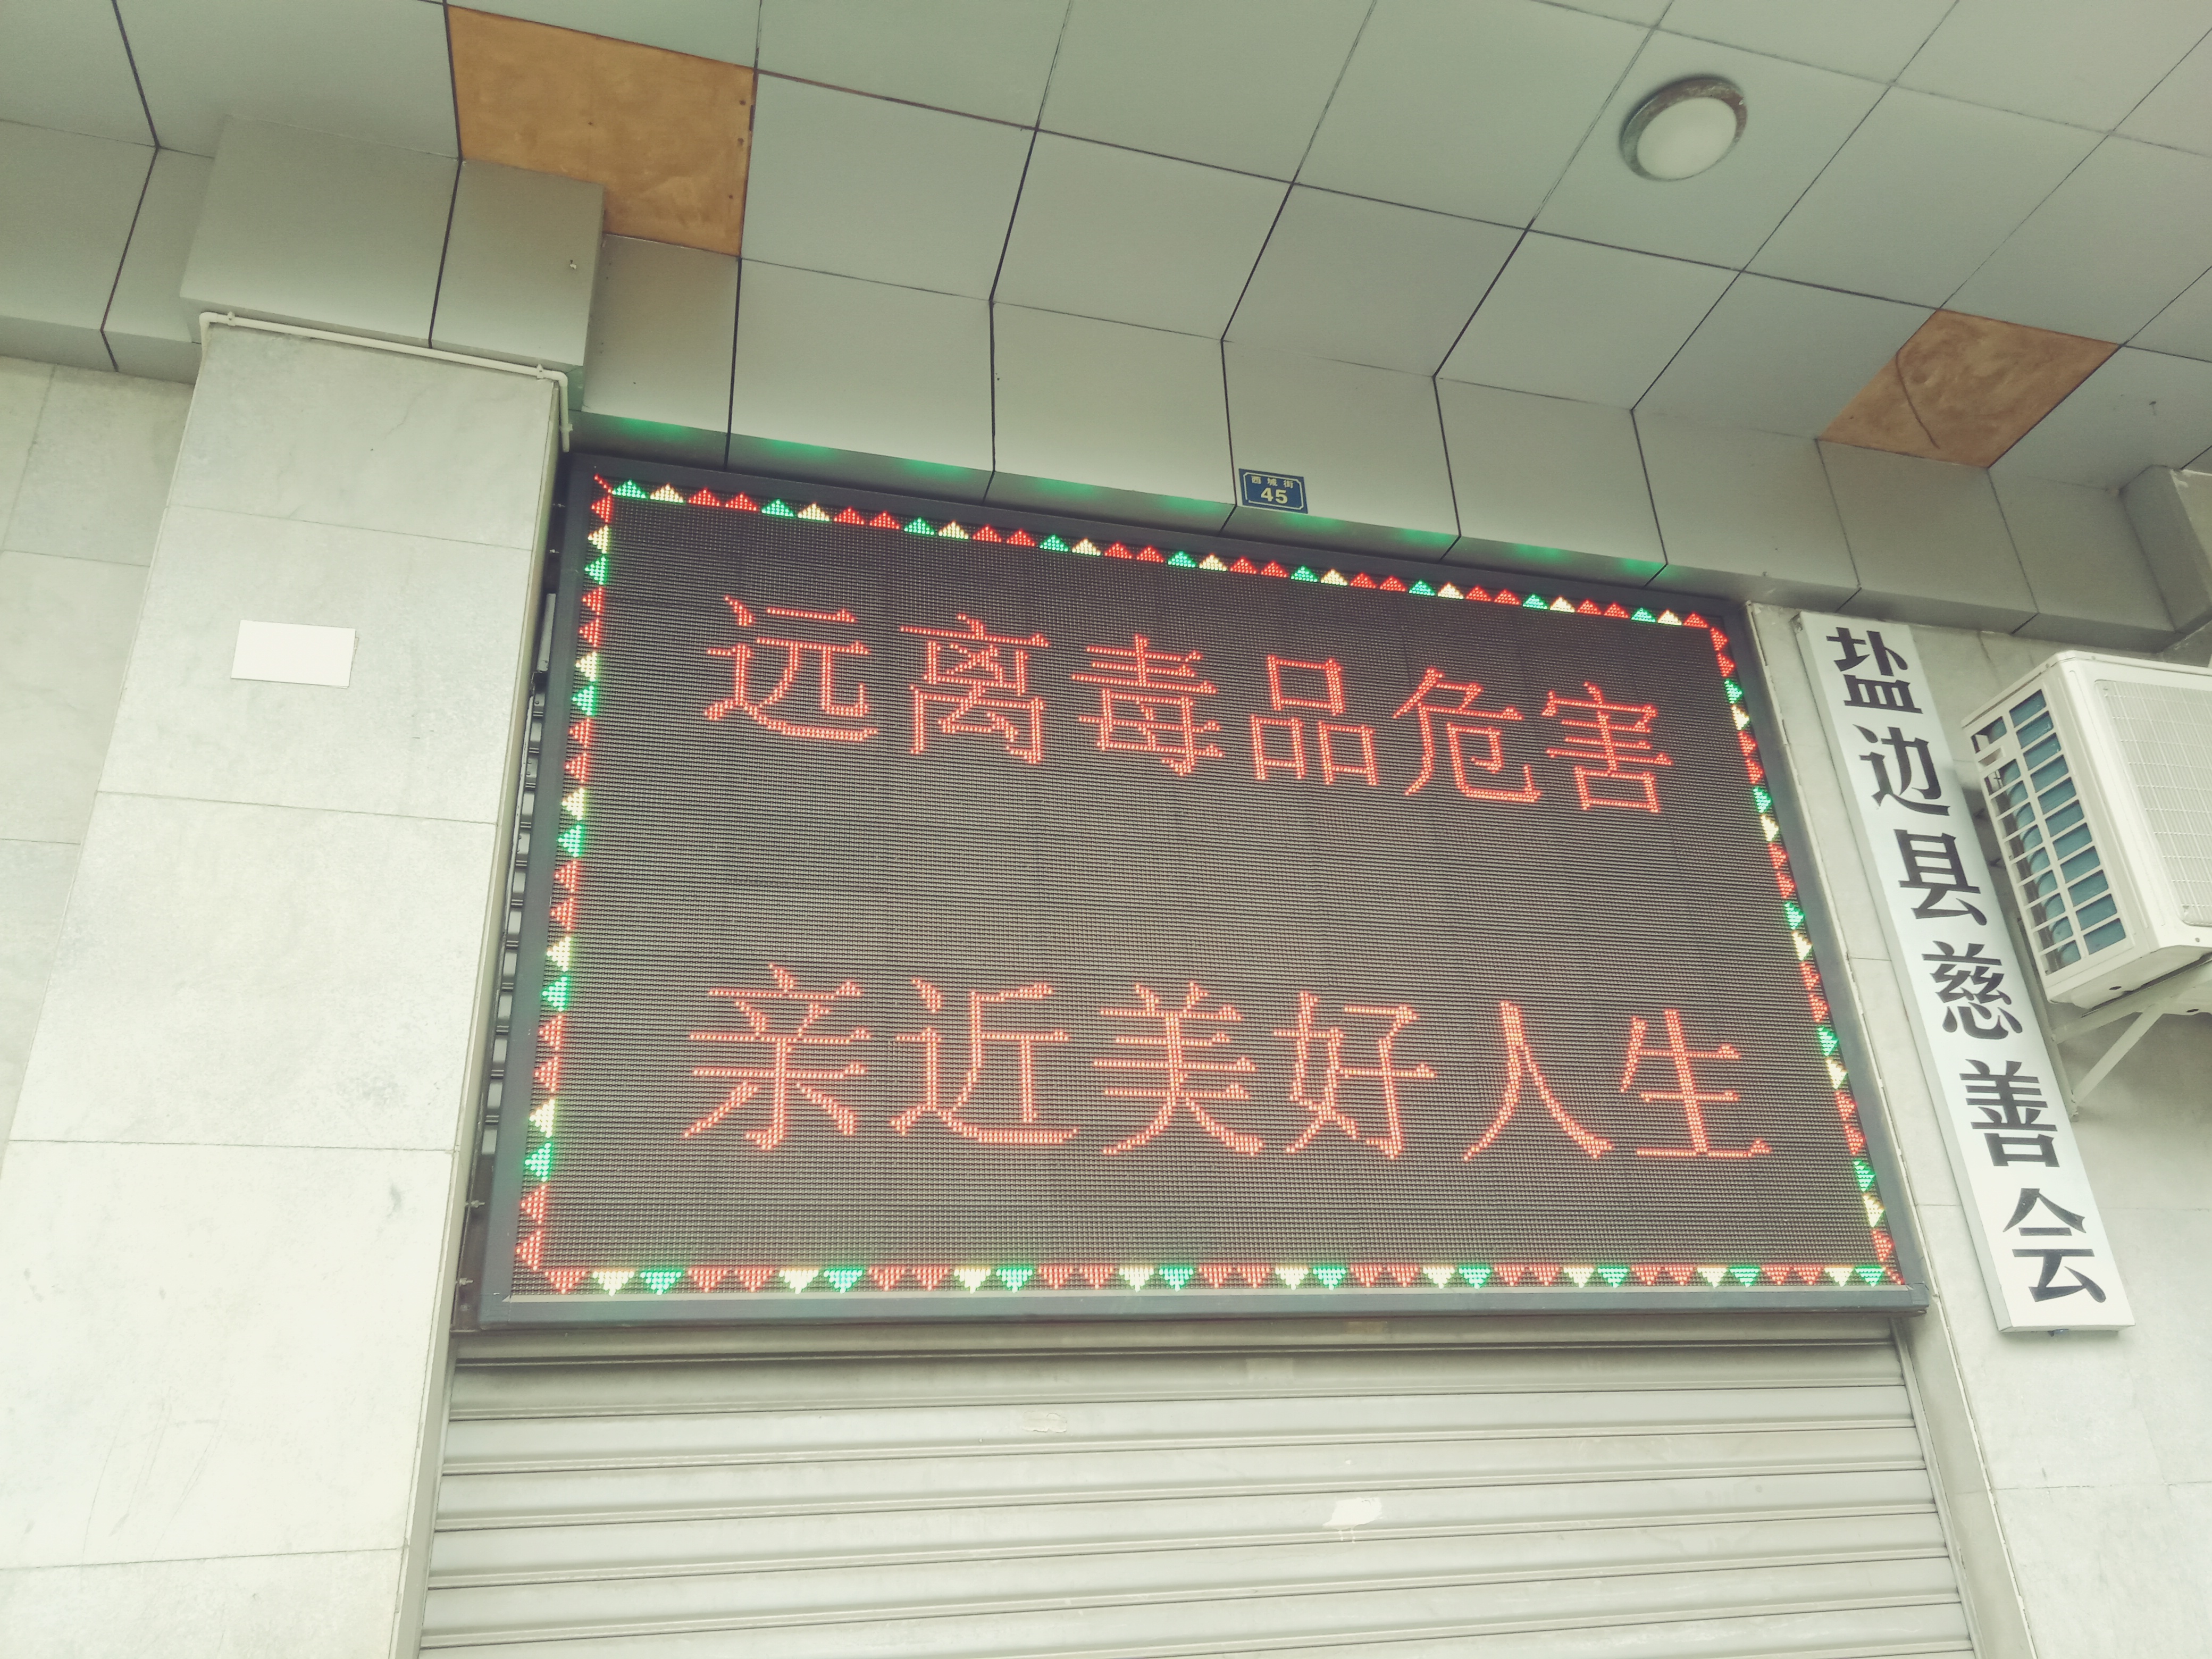 西城街
45
远离毒品危害
亲近美好人生
盐边县慈善会